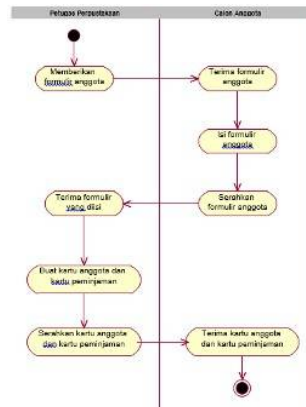 Petugas Perpustakaan
Calon Anggota
Memberikan
formulir anggota
Terima formulir
anggota
Isi formulir
anggota
Serahkan
formulir anggota
Terima formulir
yang diisi
Buat kartu anggota dan
kartu peminjaman
Serahkan kartu anggota
dan kartu peminjaman
Terima kartu anggota
dan kartu peminjaman